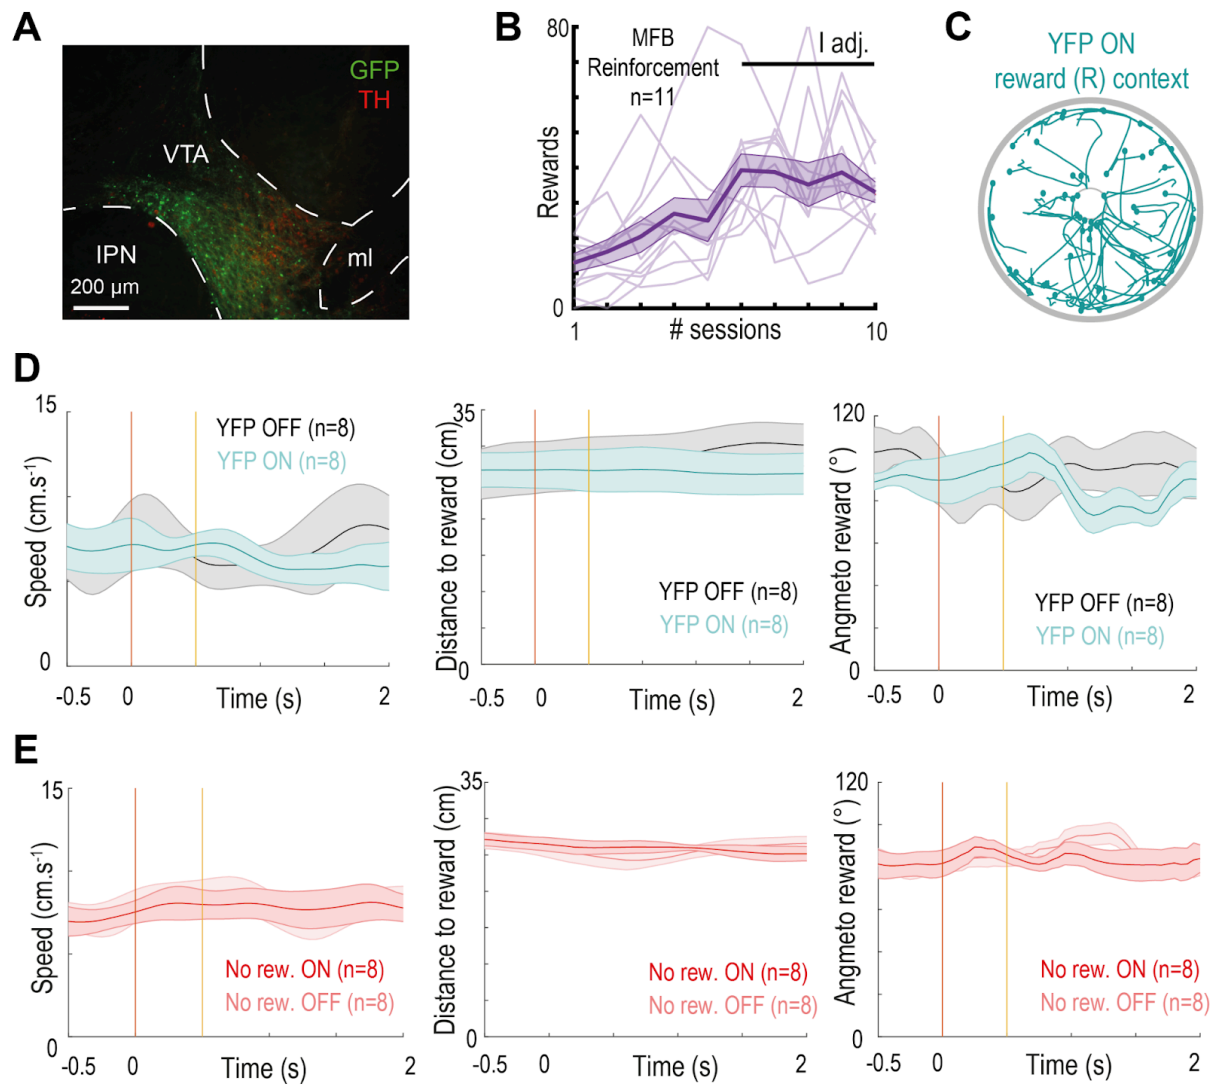 A
GFP
TH
VTA
IPN
ml
200 μm
B
80
MFB
Reinforcement
n=11
I adj.
Rewards
0
1
# sessions
10
C
YFP ON
reward (R) context
D
15
YFP OFF (n=8)
YFP ON (n=8)
Speed (cm.s-1)
0
-0.5
0
Time (s)
2
35
Distance to reward (cm)
YFP OFF (n=8)
YFP ON (n=8)
0
-0.5
0
Time (s)
2
120
Angmeto reward (°)
YFP OFF (n=8)
YFP ON (n=8)
0
-0.5
0
Time (s)
2
E
15
Speed (cm.s-1)
No rew. ON (n=8)
No rew. OFF (n=8)
0
-0.5
0
Time (s)
2
35
Distance to reward (cm)
No rew. ON (n=8)
No rew. OFF (n=8)
0
-0.5
0
Time (s)
2
120
Angmeto reward (°)
No rew. ON (n=8)
No rew. OFF (n=8)
0
-0.5
0
Time (s)
2